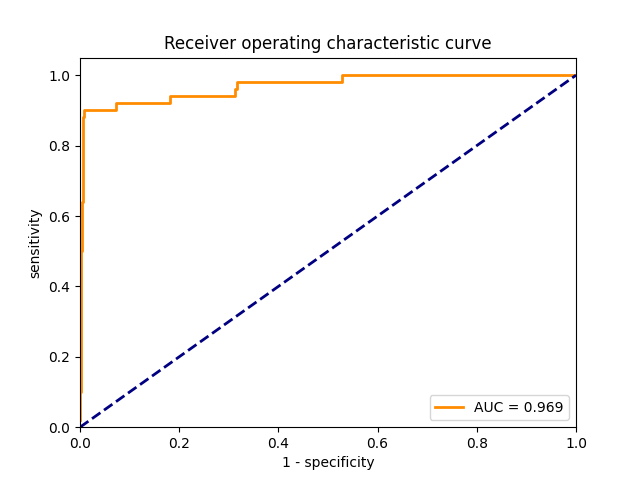 Receiver operating characteristic curve
1.0
0.8
0.6
0.4
0.2
0.0
sensitivity
AUC = 0.969
0.0 0.2 0.4 0.6 0.8 1.0
1 - specificity